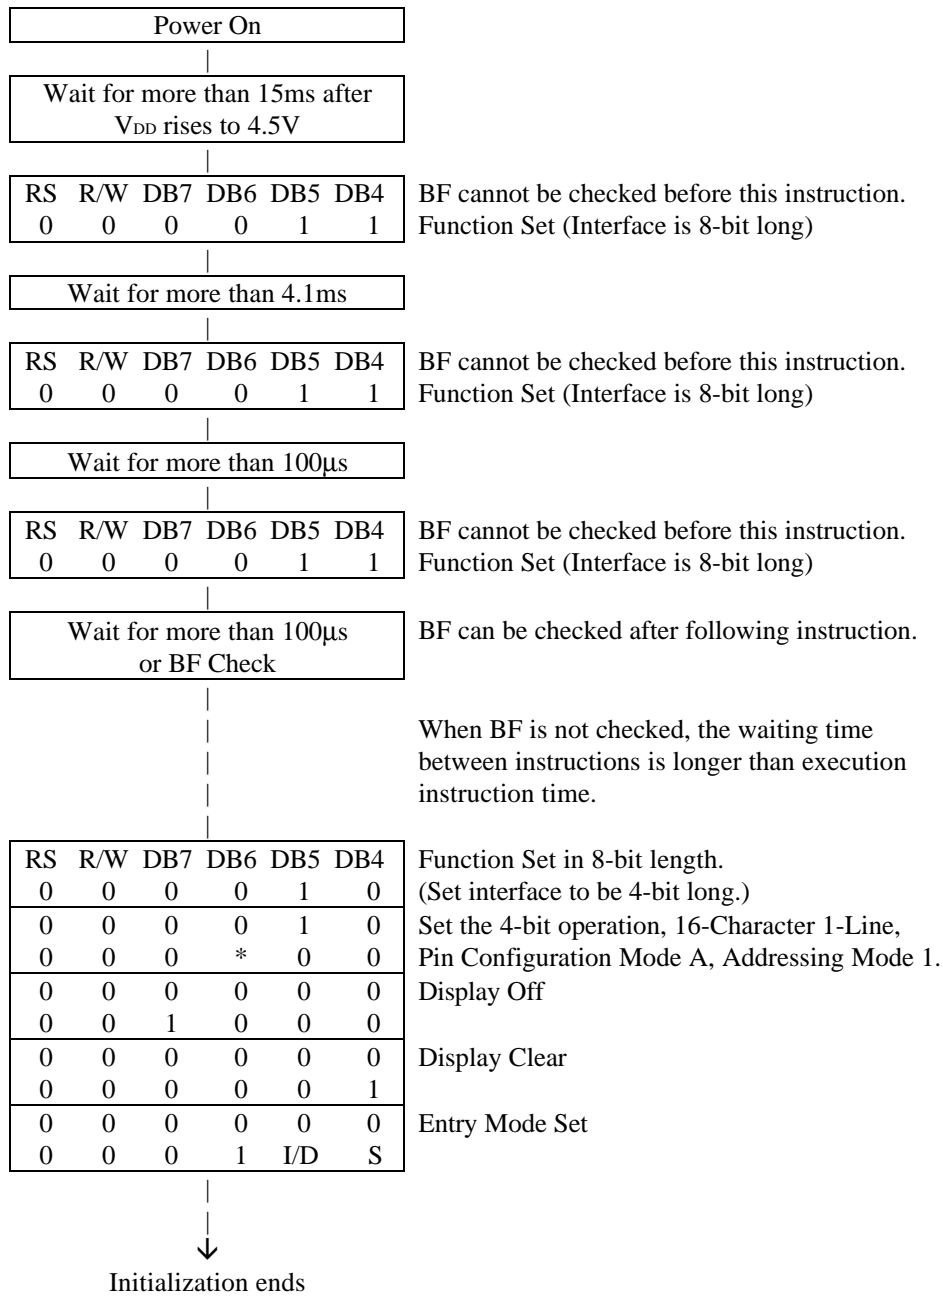 Power On
Wait for more than 15ms after
VDD rises to 4.5V
RS R/W DB7 DB6 DB5 DB4 BF cannot be checked before this instruction.
0 0 0 0 1 1 Function Set (Interface is 8-bit long)
Wait for more than 4.1ms
RS R/W DB7 DB6 DB5 DB4 BF cannot be checked before this instruction.
0 0 0 0 1 1 Function Set (Interface is 8-bit long)
Wait for more than 100μs
RS R/W DB7 DB6 DB5 DB4 BF cannot be checked before this instruction.
0 0 0 0 1 1 Function Set (Interface is 8-bit long)
Wait for more than 100μs BF can be checked after following instruction.
or BF Check
When BF is not checked, the waiting time
between instructions is longer than execution
instruction time.
RS R/W DB7 DB6 DB5 DB4 Function Set in 8-bit length.
0 0 0 0 1 0 (Set interface to be 4-bit long.)
0 0 0 0 1 0 Set the 4-bit operation, 16-Character 1-Line,
0 0 0 * 0 0 Pin Configuration Mode A, Addressing Mode 1.
0 0 0 0 0 0 Display Off
0 0 1 0 0 0
0 0 0 0 0 0 Display Clear
0 0 0 0 0 1
0 0 0 0 0 0 Entry Mode Set
0 0 0 1 I/D S
Initialization ends